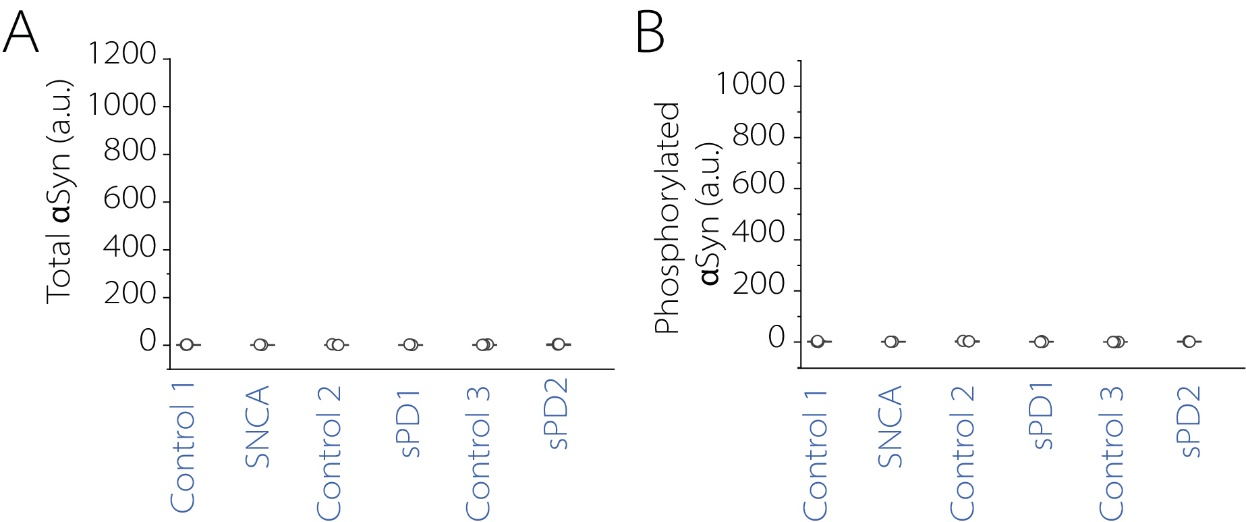 A
1200
1000
800
600
400
200
0
Total αSyn (a.u.)
Control 1
SNCA
Control 2
sPD1
Control 3
sPD2
B
1000
800
600
400
200
0
Phosphorylated
αSyn (a.u.)
Control 1
SNCA
Control 2
sPD1
Control 3
sPD2